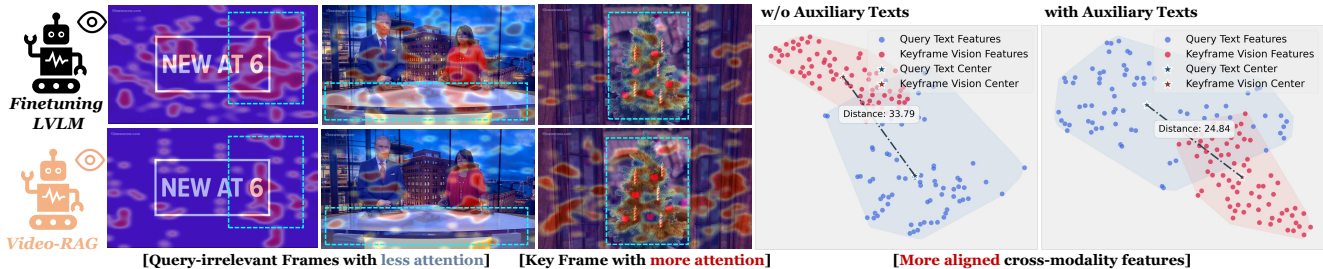 Finetuning
LVLM
Video-RAG
NEW AT 6
NEW AT 6
[Query-irrelevant Frames with less attention]
[Key Frame with more attention]
w/o Auxiliary Texts
Query Text Features
Keyframe Vision Features
Query Text Center
Keyframe Vision Center
Distance: 33.79
with Auxiliary Texts
Query Text Features
Keyframe Vision Features
Query Text Center
Keyframe Vision Center
Distance: 24.84
[More aligned cross-modality features]